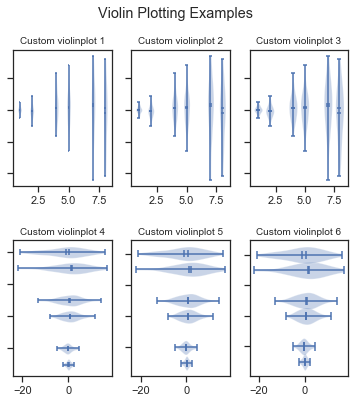 Violin Plotting Examples
Custom violinplot 1 Custom violinplot 2 Custom violinplot 3
2.5 5.0 7.5 2.5 5.0 7.5 2.5 5.0 7.5
Custom violinplot 4 Custom violinplot 5 Custom violinplot 6
−20 0 −20 0 −20 0